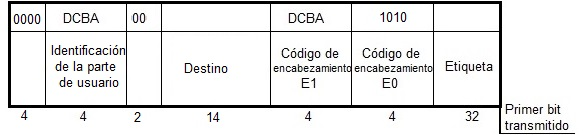 0000 DCBA 00 DCBA 1010
Identificación
de la parte
de usuario
Destino
Código de
encabezamiento
E1
Código de
encabezamiento
E0
Etiqueta
4 4 2 14 4 4 32
Primer bit
transmitido